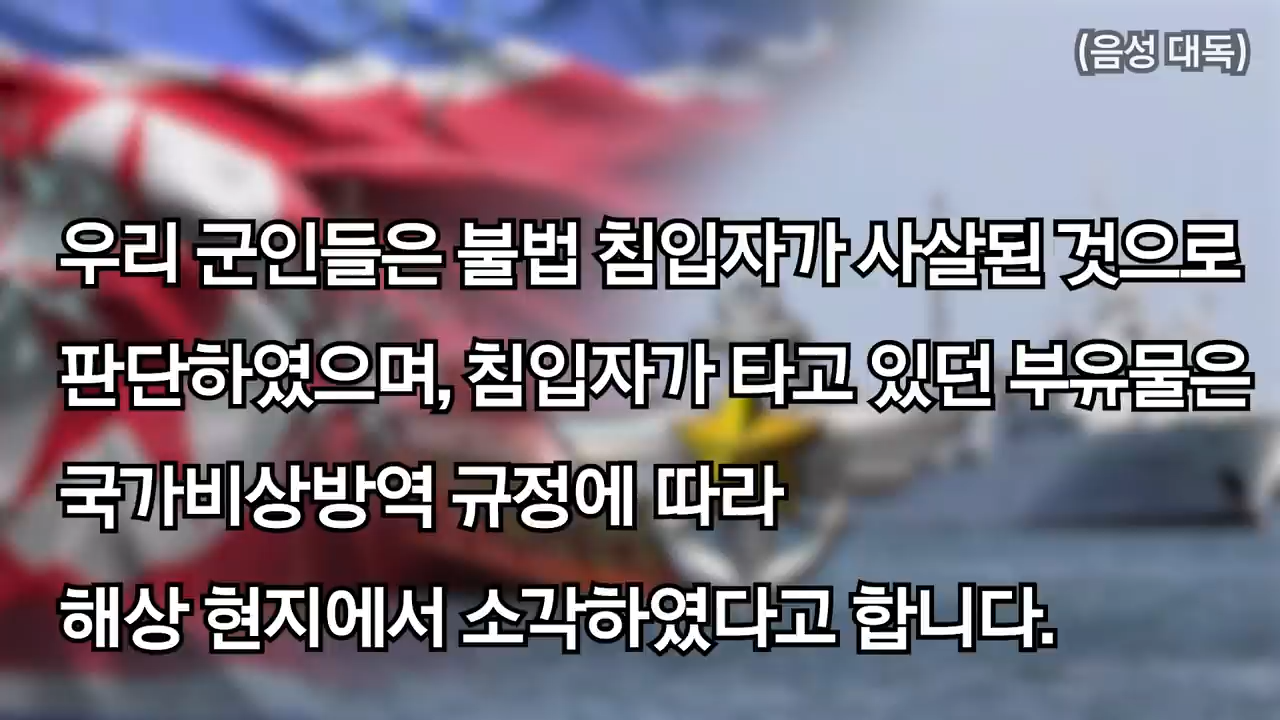 (음성 대독)
우리 군인들은 불법 침입자가 사살된 것으로
판단하였으며, 침입자가 타고 있던 부유물은
국가비상방역 규정에 따라
해상 현지에서 소각하였다고 합니다.